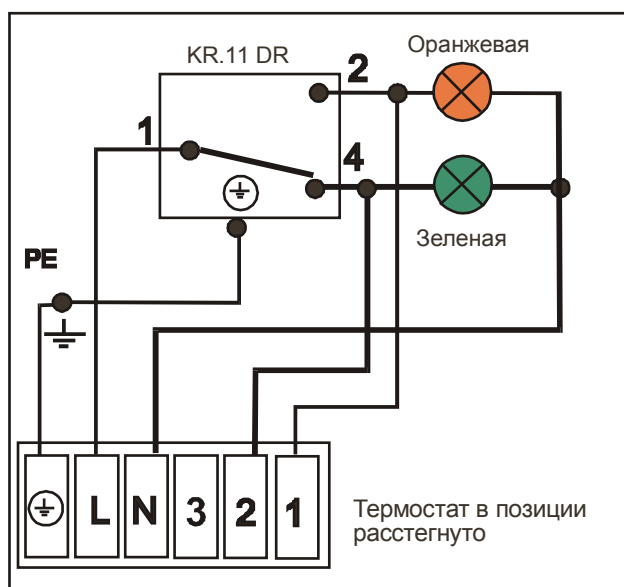 Оранжевая
KR.11 DR
2
1
4
Зеленая
PE
L N 3 2 1
Термостат в позиции
расстегнуто